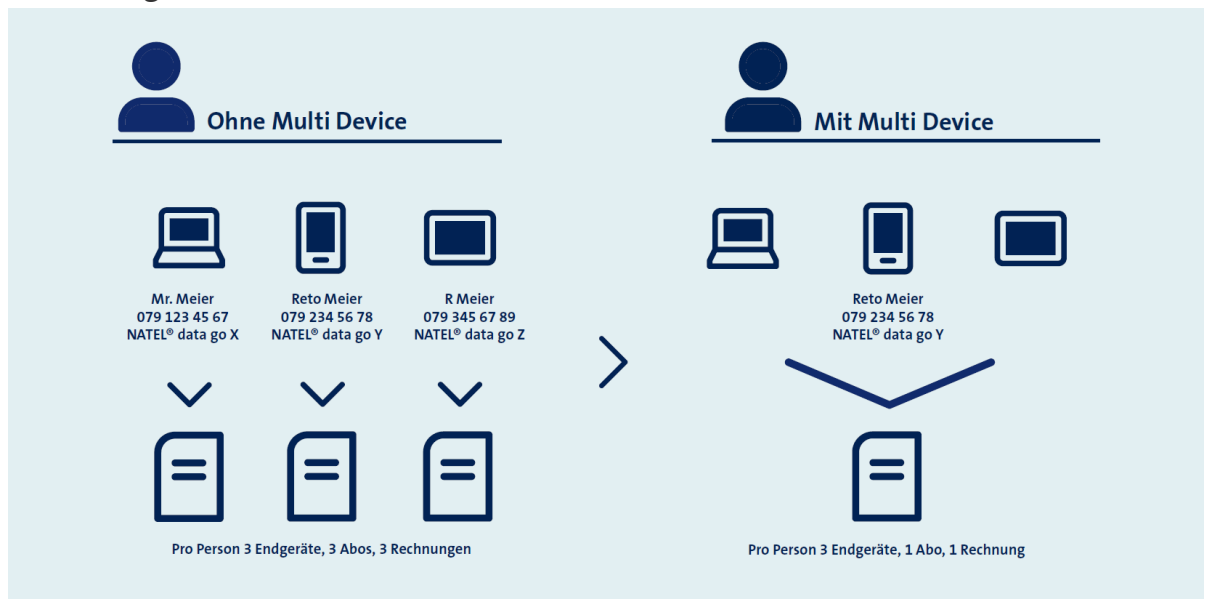 Ohne Multi Device
Mr. Meier
079 123 45 67
NATEL® data go X
Reto Meier
079 234 56 78
NATEL® data go Y
R Meier
079 345 67 89
NATEL® data go Z
Pro Person 3 Endgeräte, 3 Abos, 3 Rechnungen
Mit Multi Device
Reto Meier
079 234 56 78
NATEL® data go Y
Pro Person 3 Endgeräte, 1 Abo, 1 Rechnung